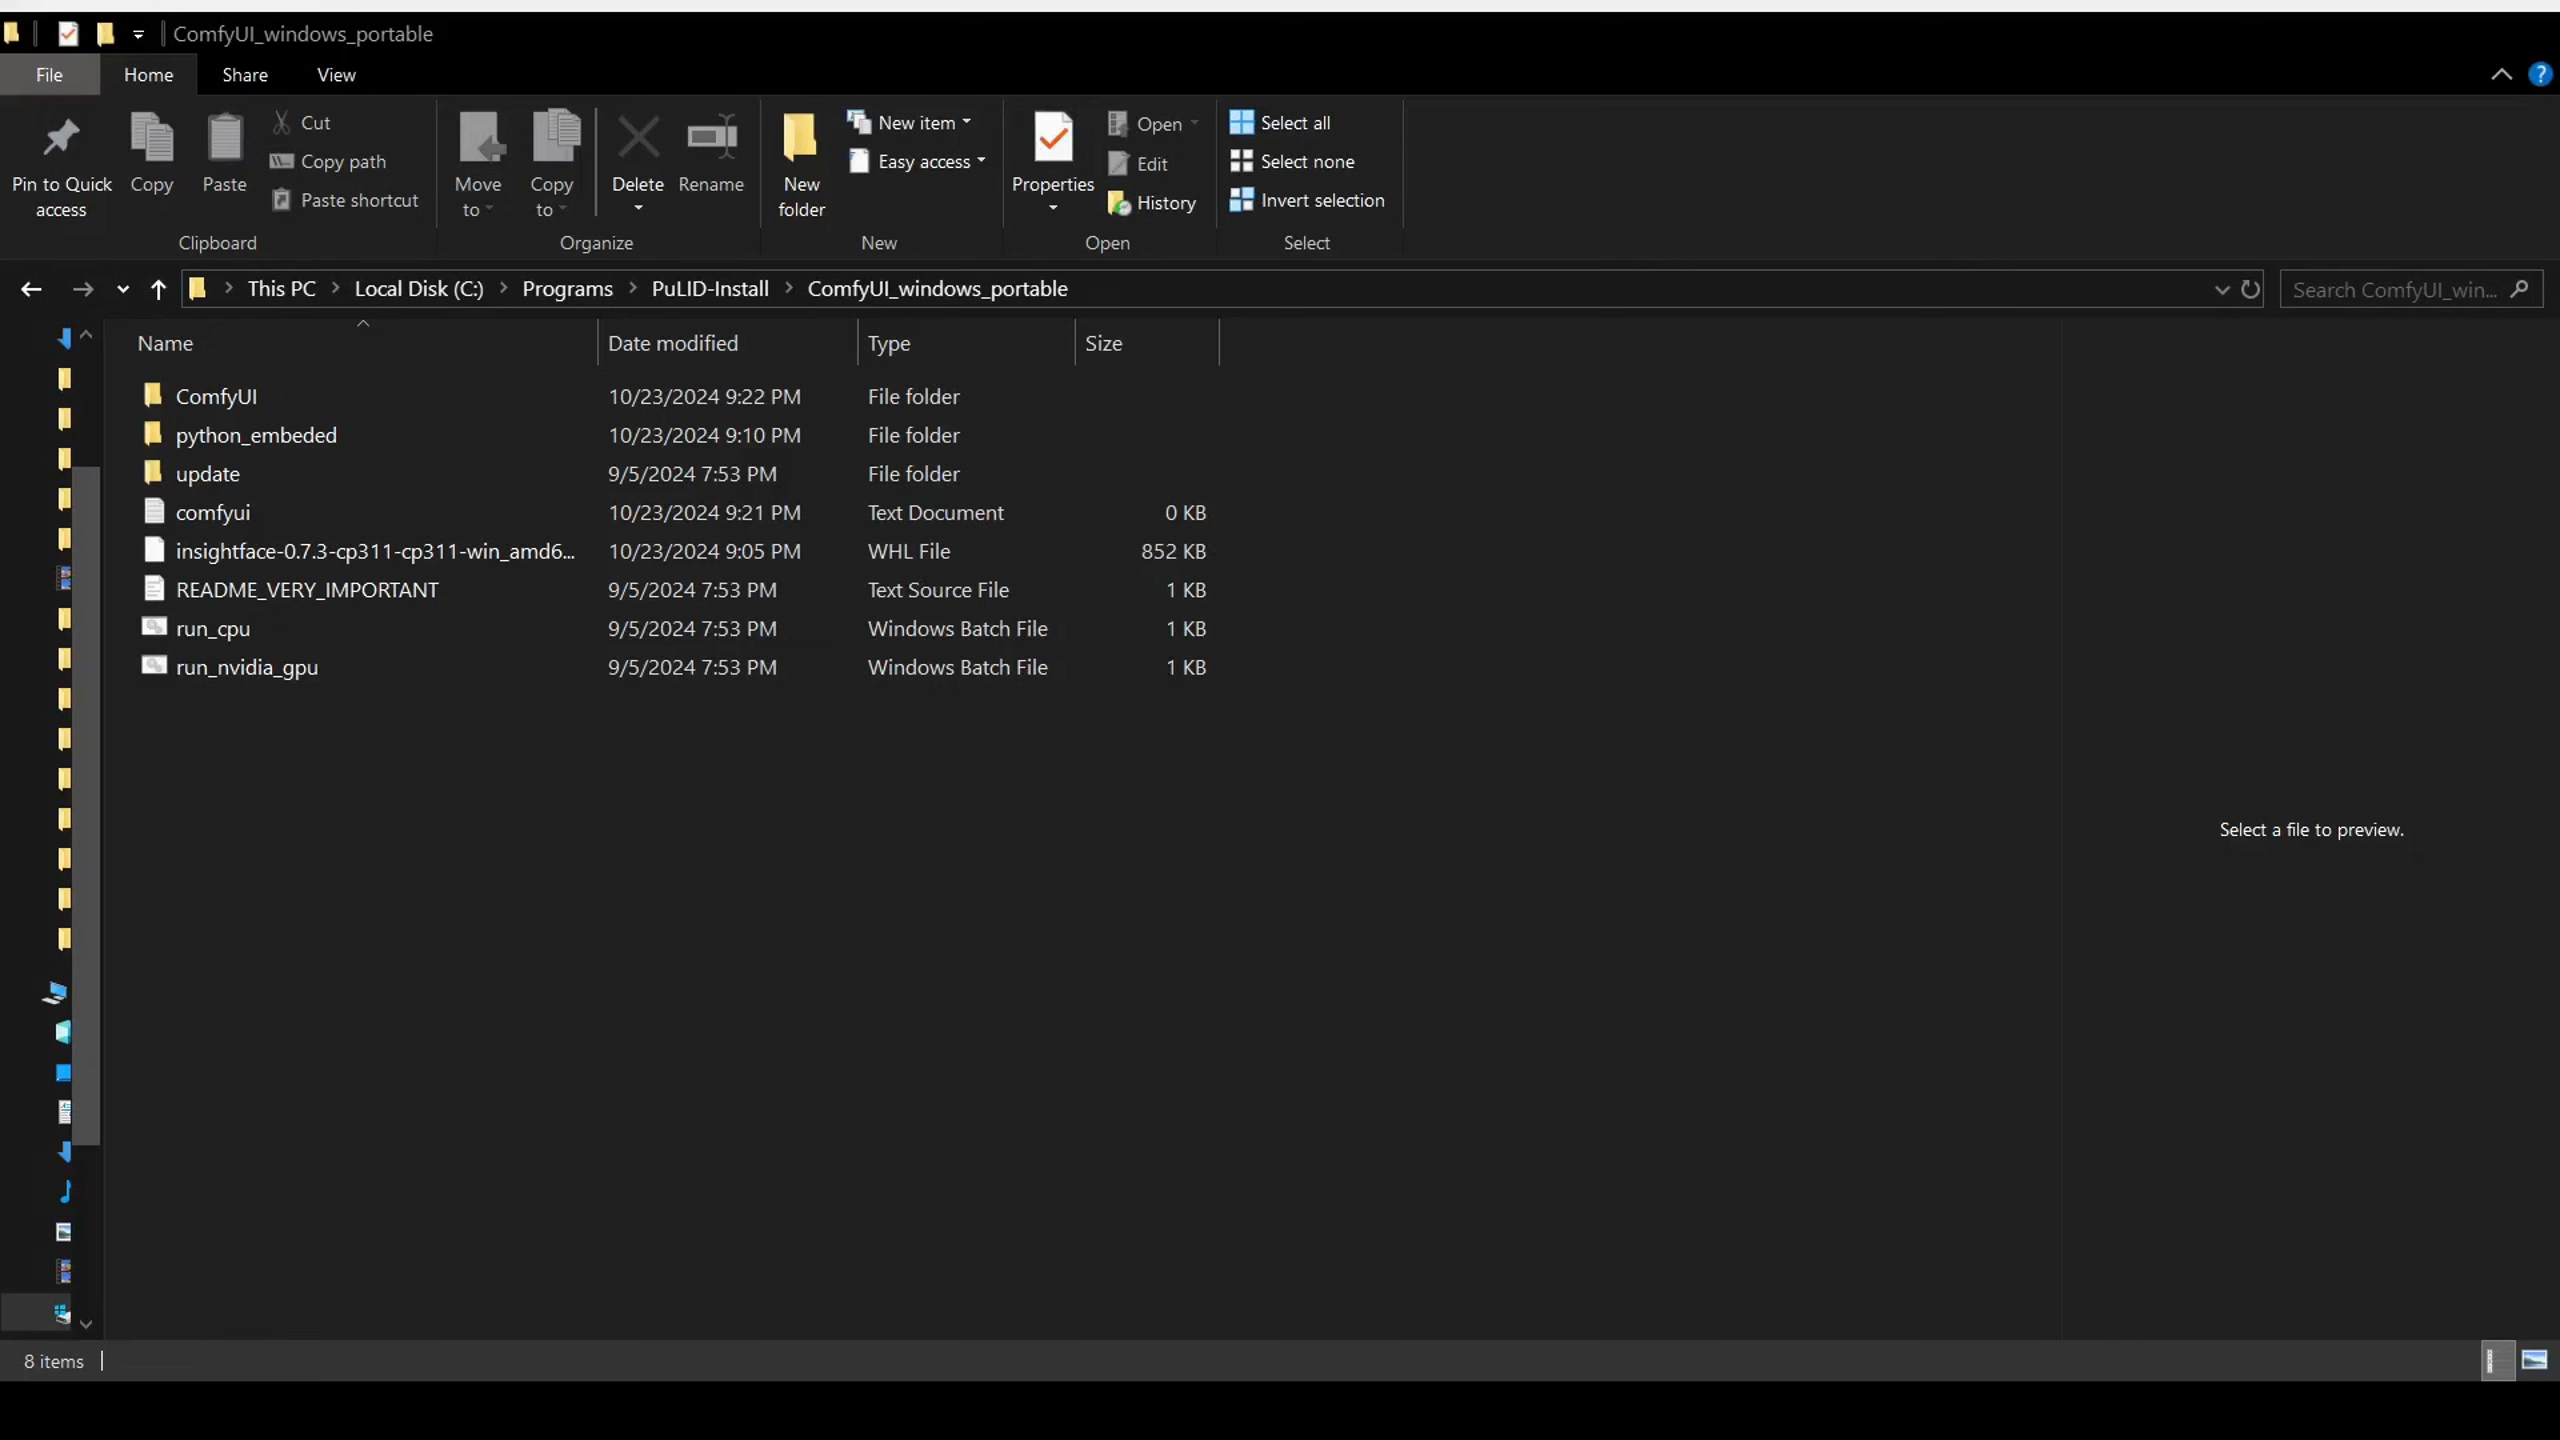 ComfyUI_windows_portable
File Home Share View
Pin to Quick access
Copy
Paste
Cut
Copy path
Paste shortcut
Clipboard
Move to
Copy to
Delete
Rename
Organize
New folder
New item
Easy access
New
Properties
Open
Edit
History
Open
Select all
Select none
Invert selection
Select
This PC Local Disk (C:) Programs PuLID-Install ComfyUI_windows_portable
Search ComfyUI_win...
Name Date modified Type Size
ComfyUI 10/23/2024 9:22 PM File folder
python_embeded 10/23/2024 9:10 PM File folder
update 9/5/2024 7:53 PM File folder
comfyui 10/23/2024 9:21 PM Text Document 0 KB
insightface-0.7.3-cp311-cp311-win_amd6... 10/23/2024 9:05 PM WHL File 852 KB
README_VERY_IMPORTANT 9/5/2024 7:53 PM Text Source File 1 KB
run_cpu 9/5/2024 7:53 PM Windows Batch File 1 KB
run_nvidia_gpu 9/5/2024 7:53 PM Windows Batch File 1 KB
Select a file to preview.
8 items